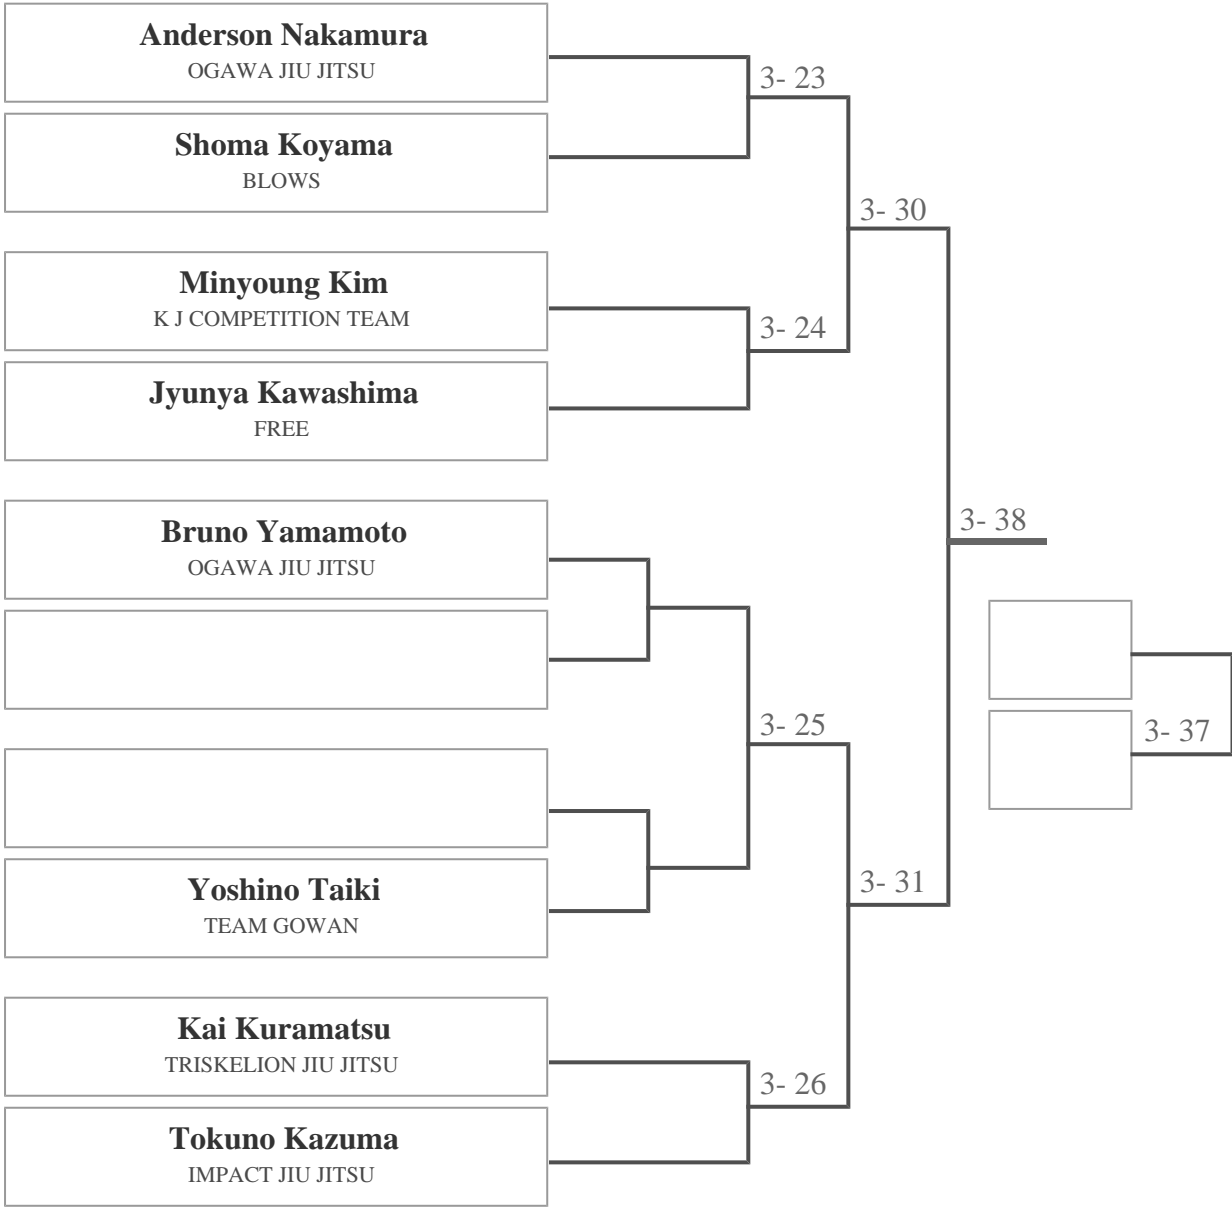 Anderson Nakamura
OGAWA JIU JITSU
3- 23
Shoma Koyama
BLOWS
3- 30
Minyoung Kim
K J COMPETITION TEAM
3- 24
Jyunya Kawashima
FREE
Bruno Yamamoto
OGAWA JIU JITSU
3- 38
3- 25
3- 37
Yoshino Taiki
TEAM GOWAN
3- 31
Kai Kuramatsu
TRISKELION JIU JITSU
3- 26
Tokuno Kazuma
IMPACT JIU JITSU